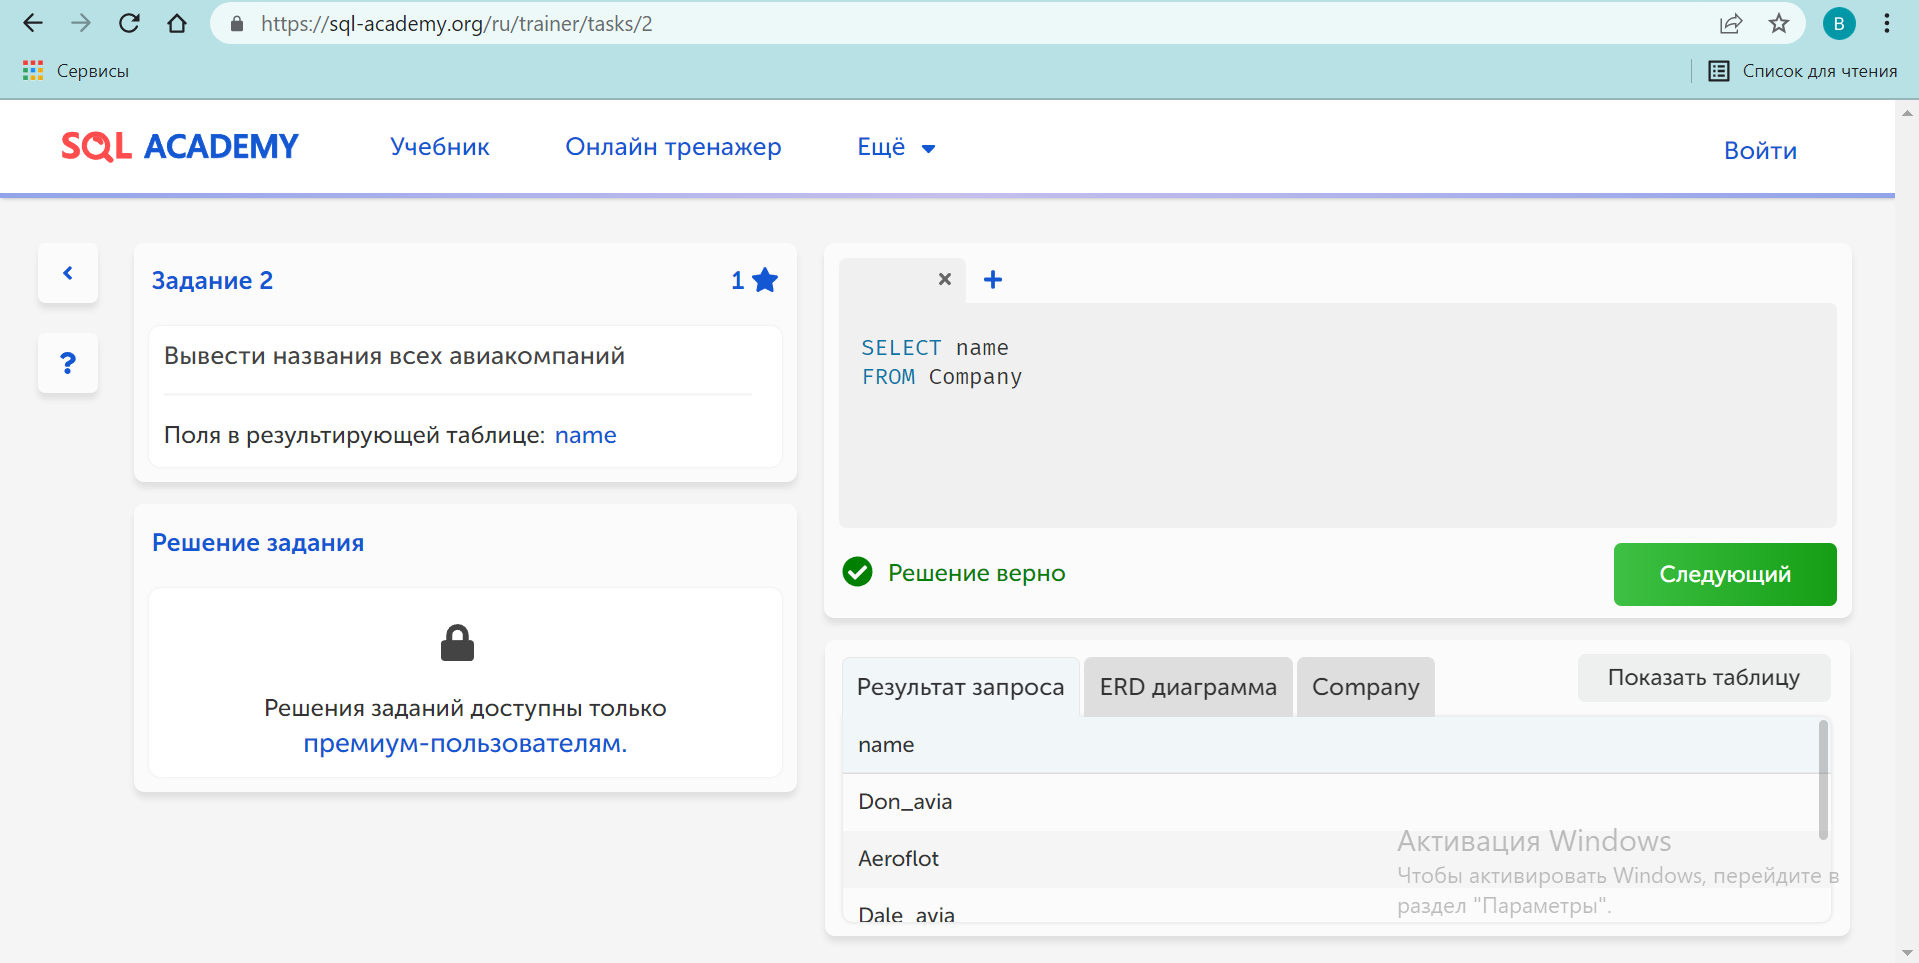 https://sql-academy.org/ru/trainer/tasks/2
B
Сервисы
Список для чтения
SQL ACADEMY
Учебник
Онлайн тренажер
Ещё
Войти
Задание 2
1
Вывести названия всех авиакомпаний
Поля в результирующей таблице: name
Решение задания
Решения заданий доступны только
премиум-пользователям.
SELECT name
FROM Company
Решение верно
Следующий
Результат запроса
ERD диаграмма
Company
Показать таблицу
name
Don_avia
Aeroflot
Dale_avia
Активация Windows
Чтобы активировать Windows, перейдите в
раздел "Параметры".